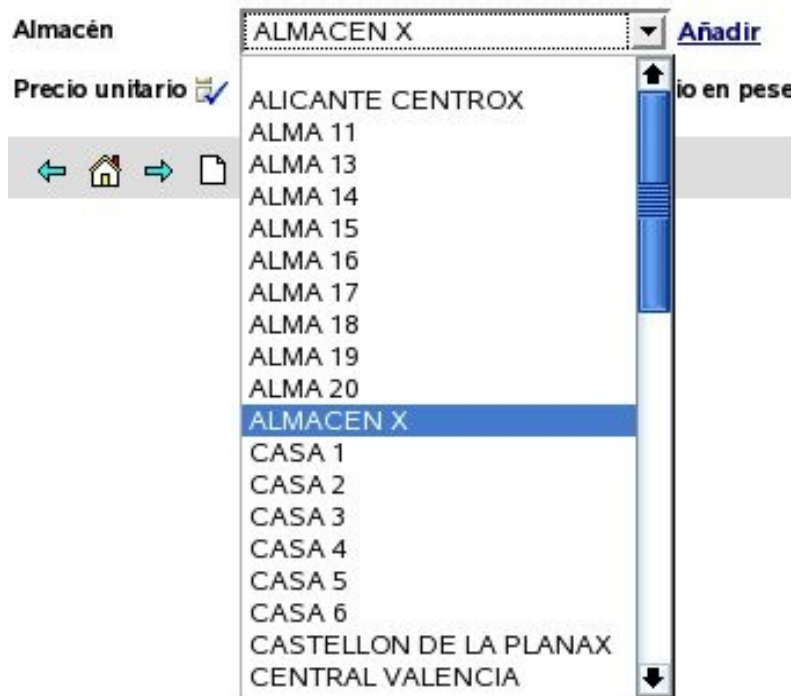 Almacén ALMACEN X Añadir
Precio unitario io en pese
ALICANTE CENTROX
ALMA 11
ALMA 13
ALMA 14
ALMA 15
ALMA 16
ALMA 17
ALMA 18
ALMA 19
ALMA 20
ALMACEN X
CASA 1
CASA 2
CASA 3
CASA 4
CASA 5
CASA 6
CASTELLON DE LA PLANAX
CENTRAL VALENCIA